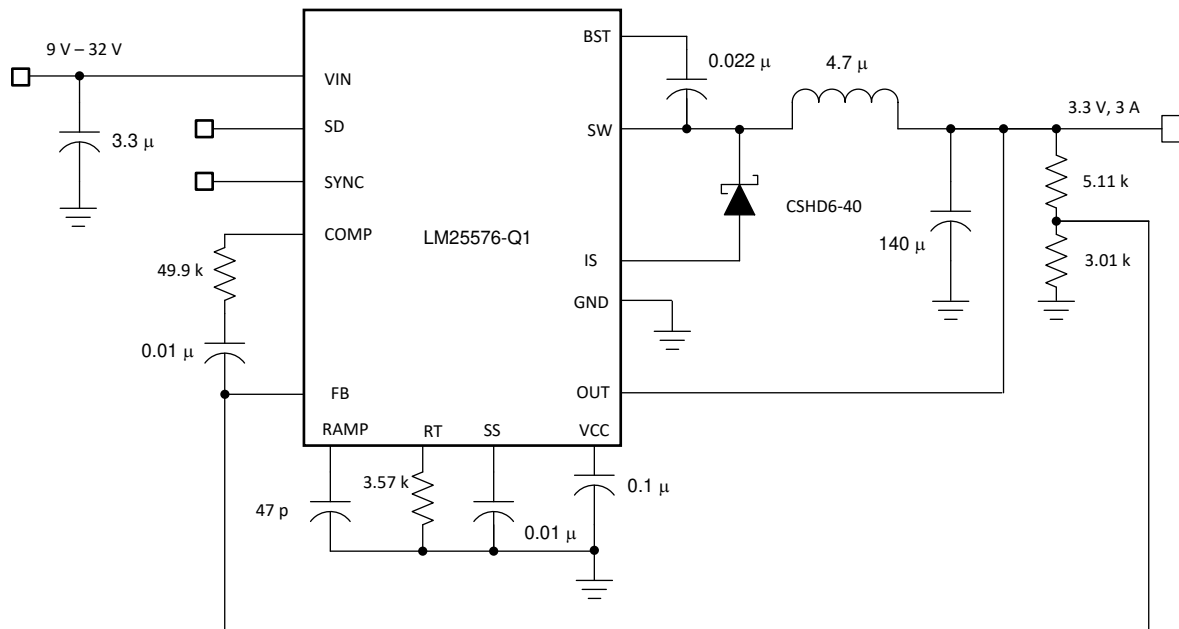 9 V – 32 V
3.3 μ
VIN
SD
SYNC
COMP
FB
RAMP
RT
SS
VCC
BST
SW
IS
GND
OUT
LM25576-Q1
49.9 k
0.01 μ
47 p
3.57 k
0.01 μ
0.1 μ
0.022 μ
4.7 μ
CSHD6-40
140 μ
3.3 V, 3 A
5.11 k
3.01 k